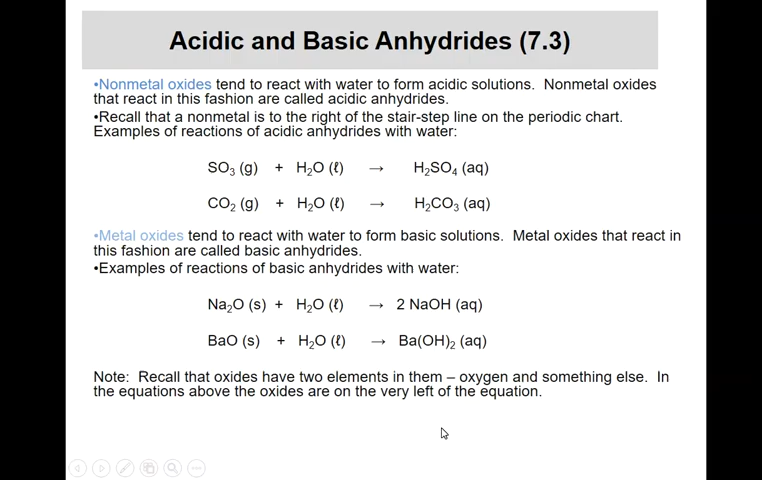 Acidic and Basic Anhydrides (7.3)
•Nonmetal oxides tend to react with water to form acidic solutions.  Nonmetal oxides
that react in this fashion are called acidic anhydrides.
•Recall that a nonmetal is to the right of the stair-step line on the periodic chart.
Examples of reactions of acidic anhydrides with water:
SO₃ (g) + H₂O (ℓ) → H₂SO₄ (aq)
CO₂ (g) + H₂O (ℓ) → H₂CO₃ (aq)
•Metal oxides tend to react with water to form basic solutions.  Metal oxides that react in
this fashion are called basic anhydrides.
•Examples of reactions of basic anhydrides with water:
Na₂O (s) + H₂O (ℓ) → 2 NaOH (aq)
BaO (s) + H₂O (ℓ) → Ba(OH)₂ (aq)
Note:  Recall that oxides have two elements in them – oxygen and something else.  In
the equations above the oxides are on the very left of the equation.